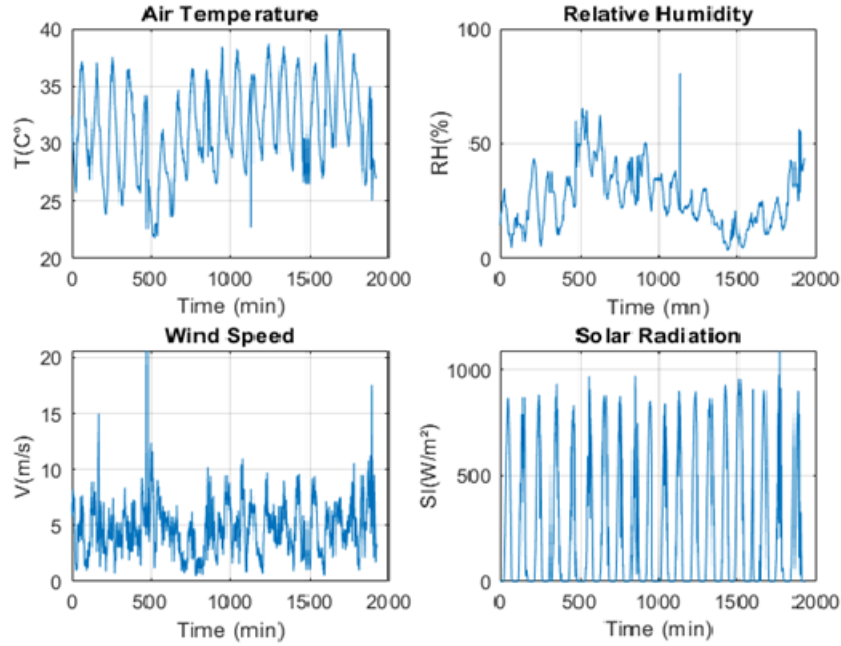 Air Temperature
40
35
30
25
20
T(C°)
0 500 1000 1500 2000
Time (min)
Relative Humidity
100
50
0
RH(%)
0 500 1000 1500 2000
Time (mn)
Wind Speed
20
15
10
5
0
V(m/s)
0 500 1000 1500 2000
Time (min)
Solar Radiation
1000
500
0
SI(W/m²)
0 500 1000 1500 2000
Time (min)